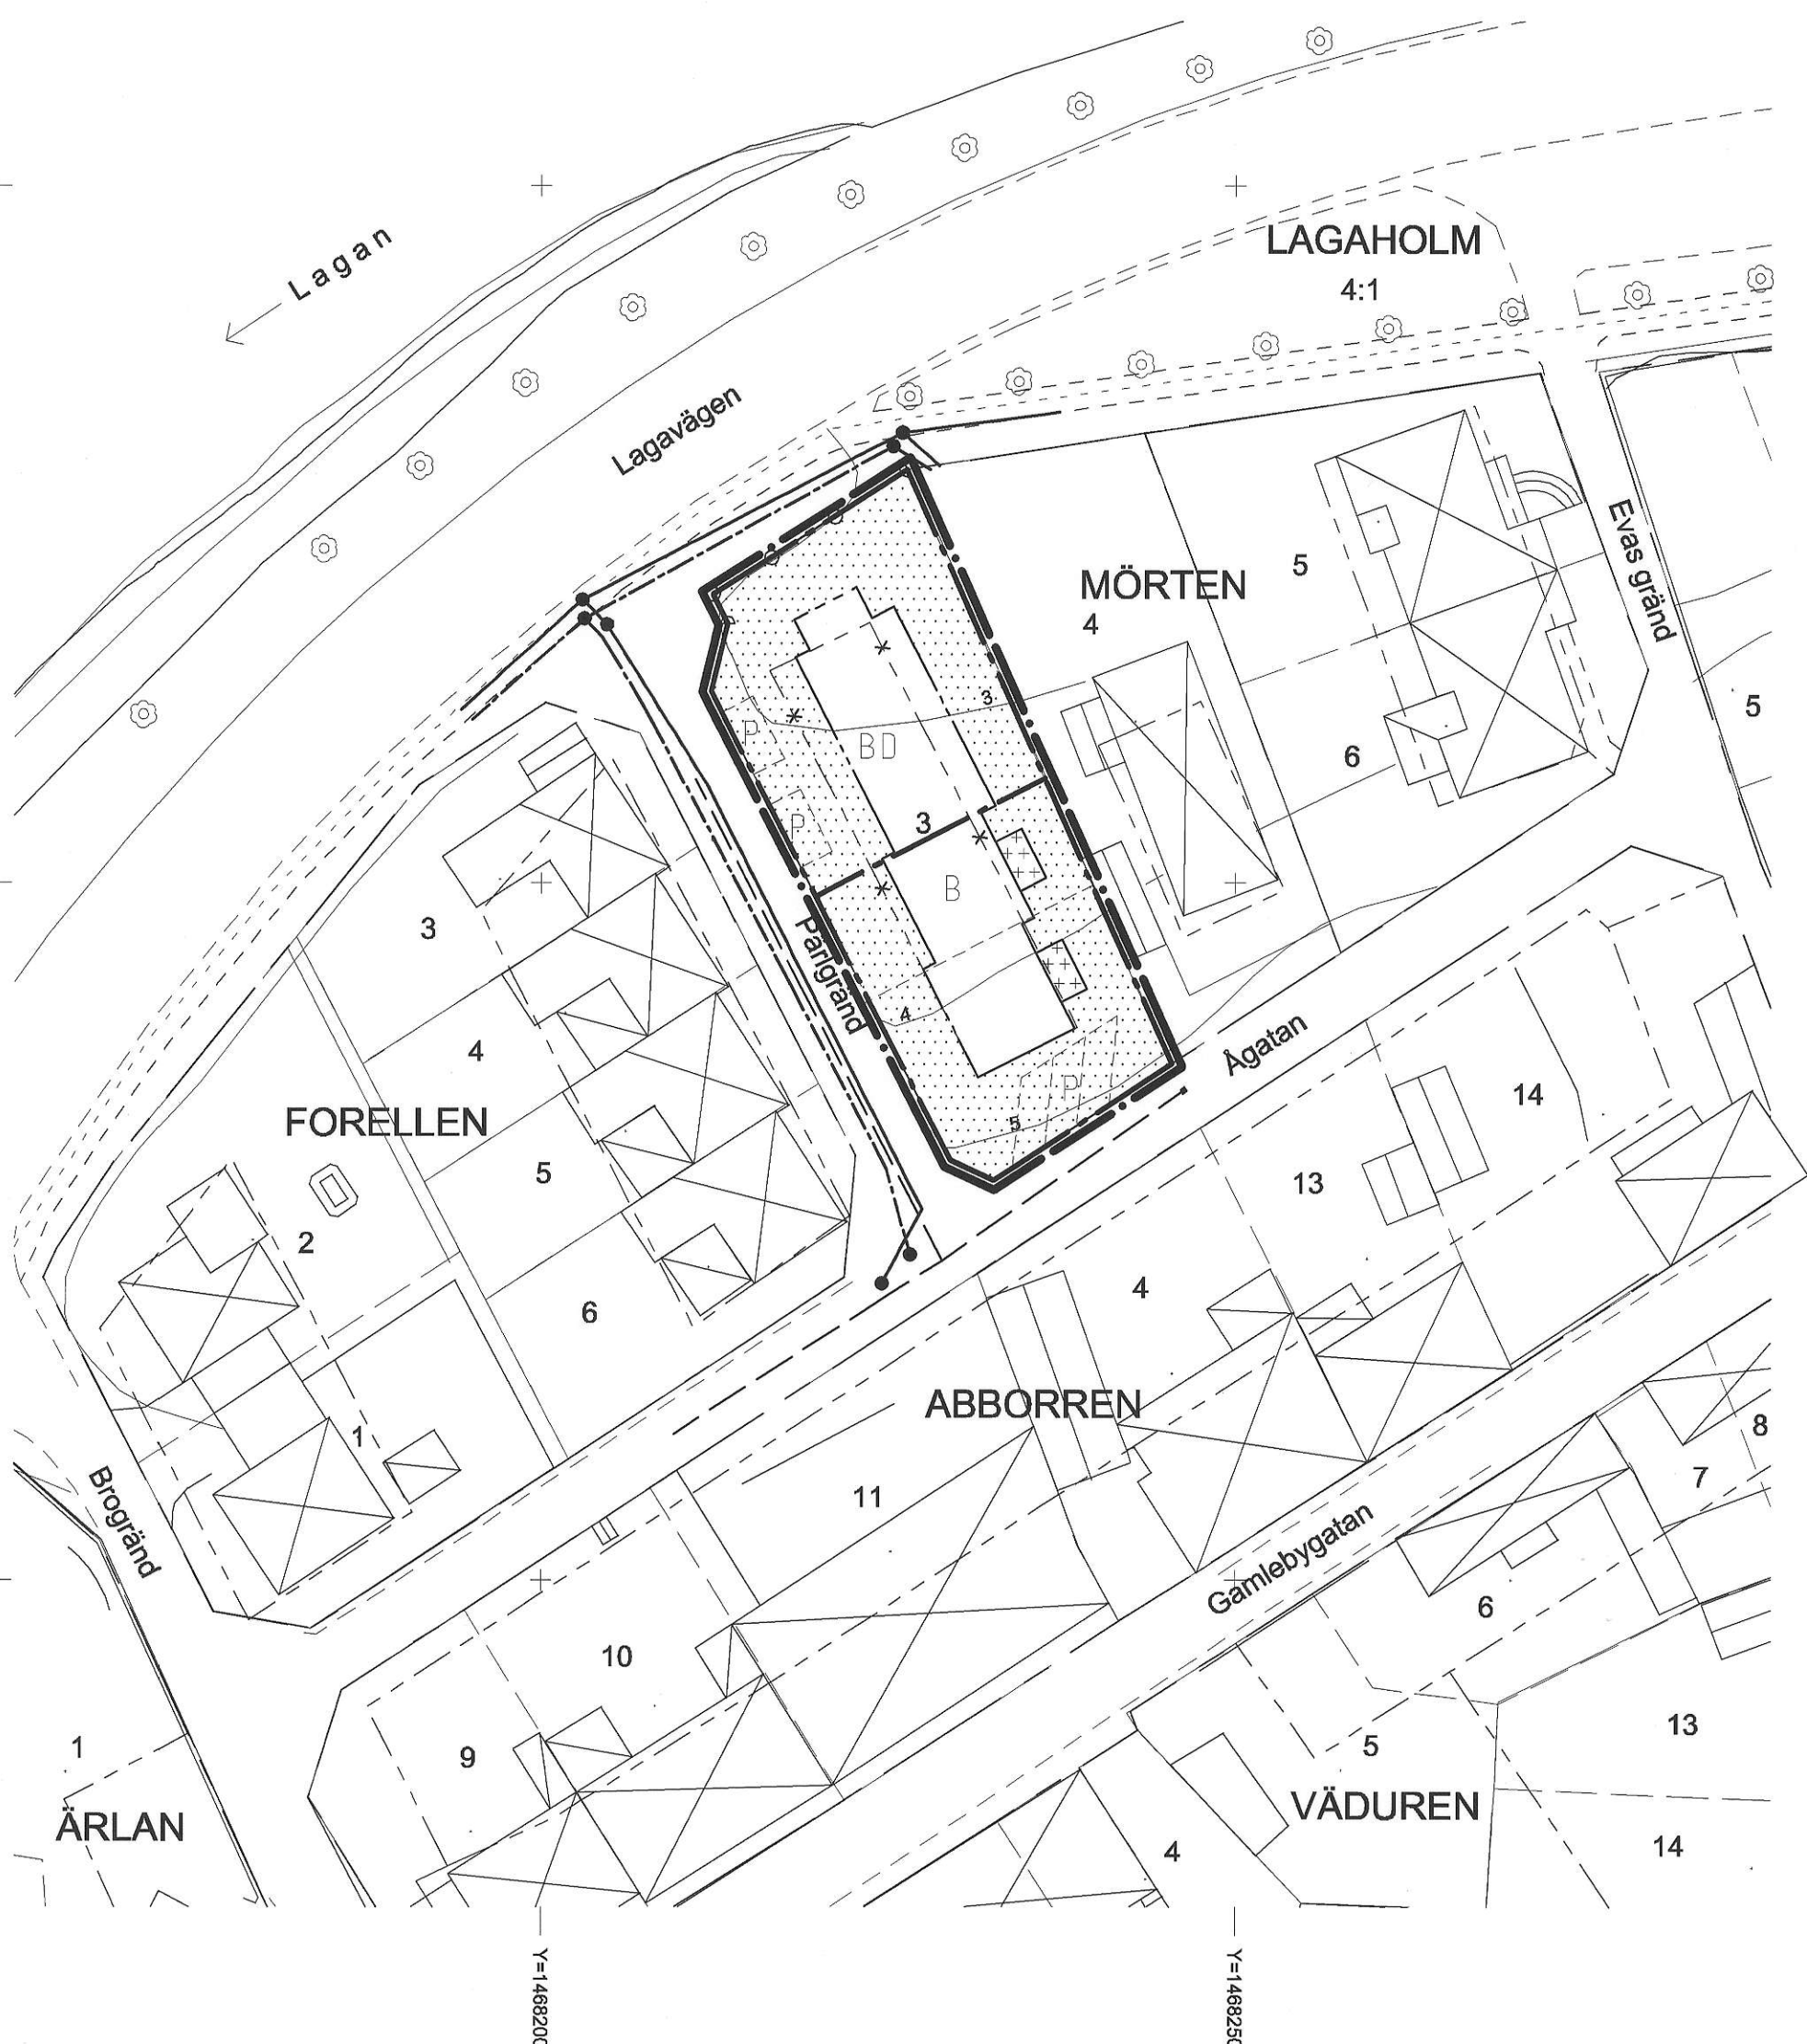 Lagan
LAGAHOLM
4:1
Lagavägen
Evas gränd
MÖRTEN
4
5
6
5
3
P
BD
P
3
B
4
P
5
Pärlgränd
Ågatan
3
4
FORELLEN
5
2
6
1
14
13
4
ABBORREN
11
8
7
Brogränd
Gamlebygatan
6
10
9
1
ÄRLAN
5
13
VÄDUREN
4
14
Y=1468200
Y=1468250